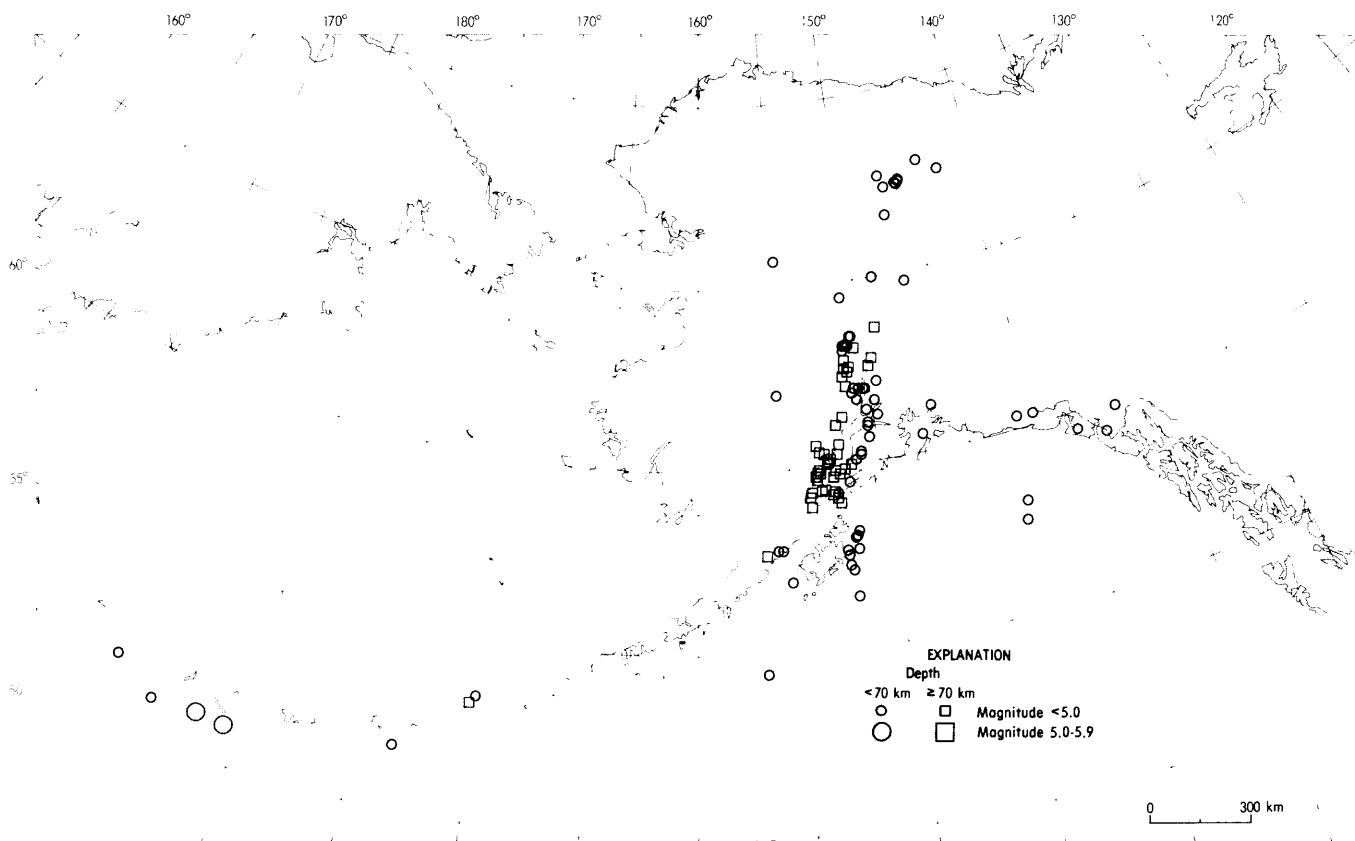 160° 170° 180° 170° 160° 150° 140° 130° 120°
60°
55°
50
EXPLANATION
Depth
<70 km ≥70 km
Magnitude <5.0
Magnitude 5.0-5.9
0 300 km